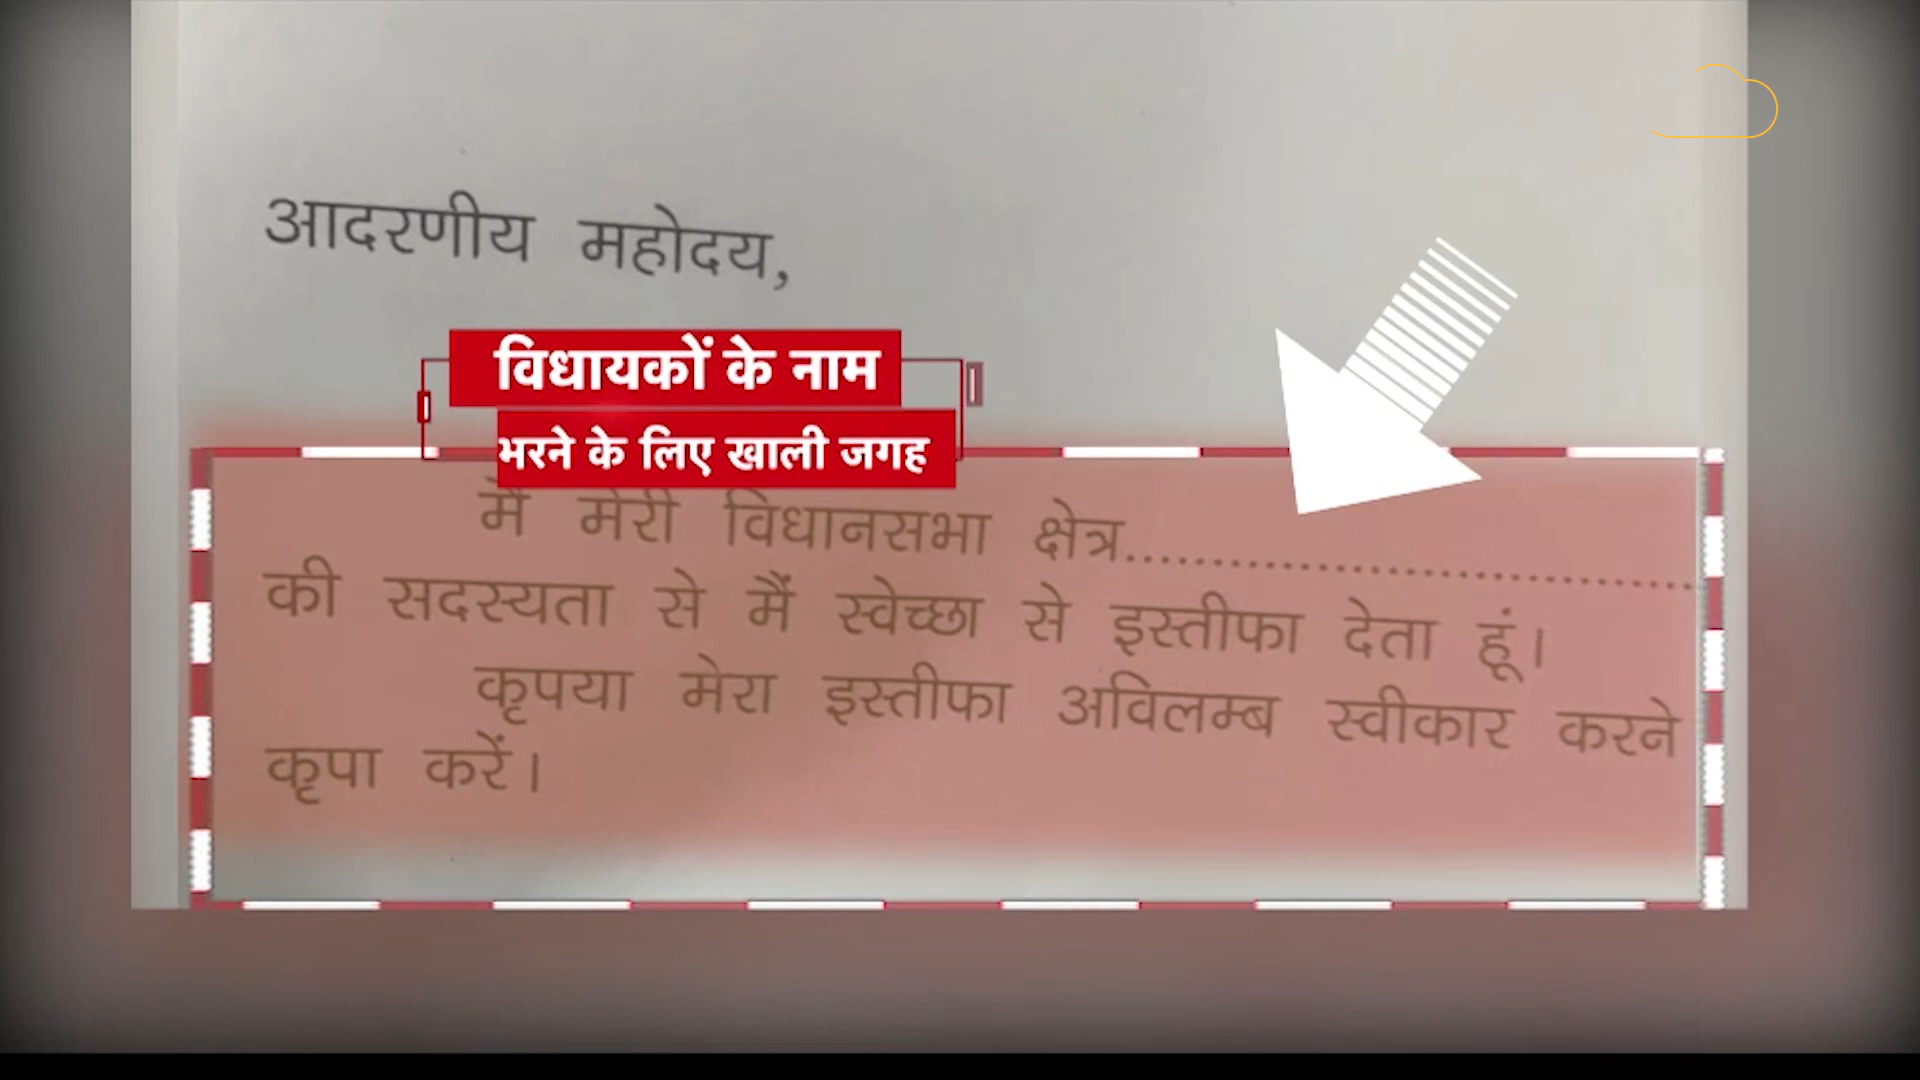 आदरणीय महोदय,
विधायकों के नाम
भरने के लिए खाली जगह
मैं मेरी विधानसभा क्षेत्र....................................
की सदस्यता से मैं स्वेच्छा से इस्तीफा देता हूं।
कृपया मेरा इस्तीफा अविलम्ब स्वीकार करने
कृपा करें।